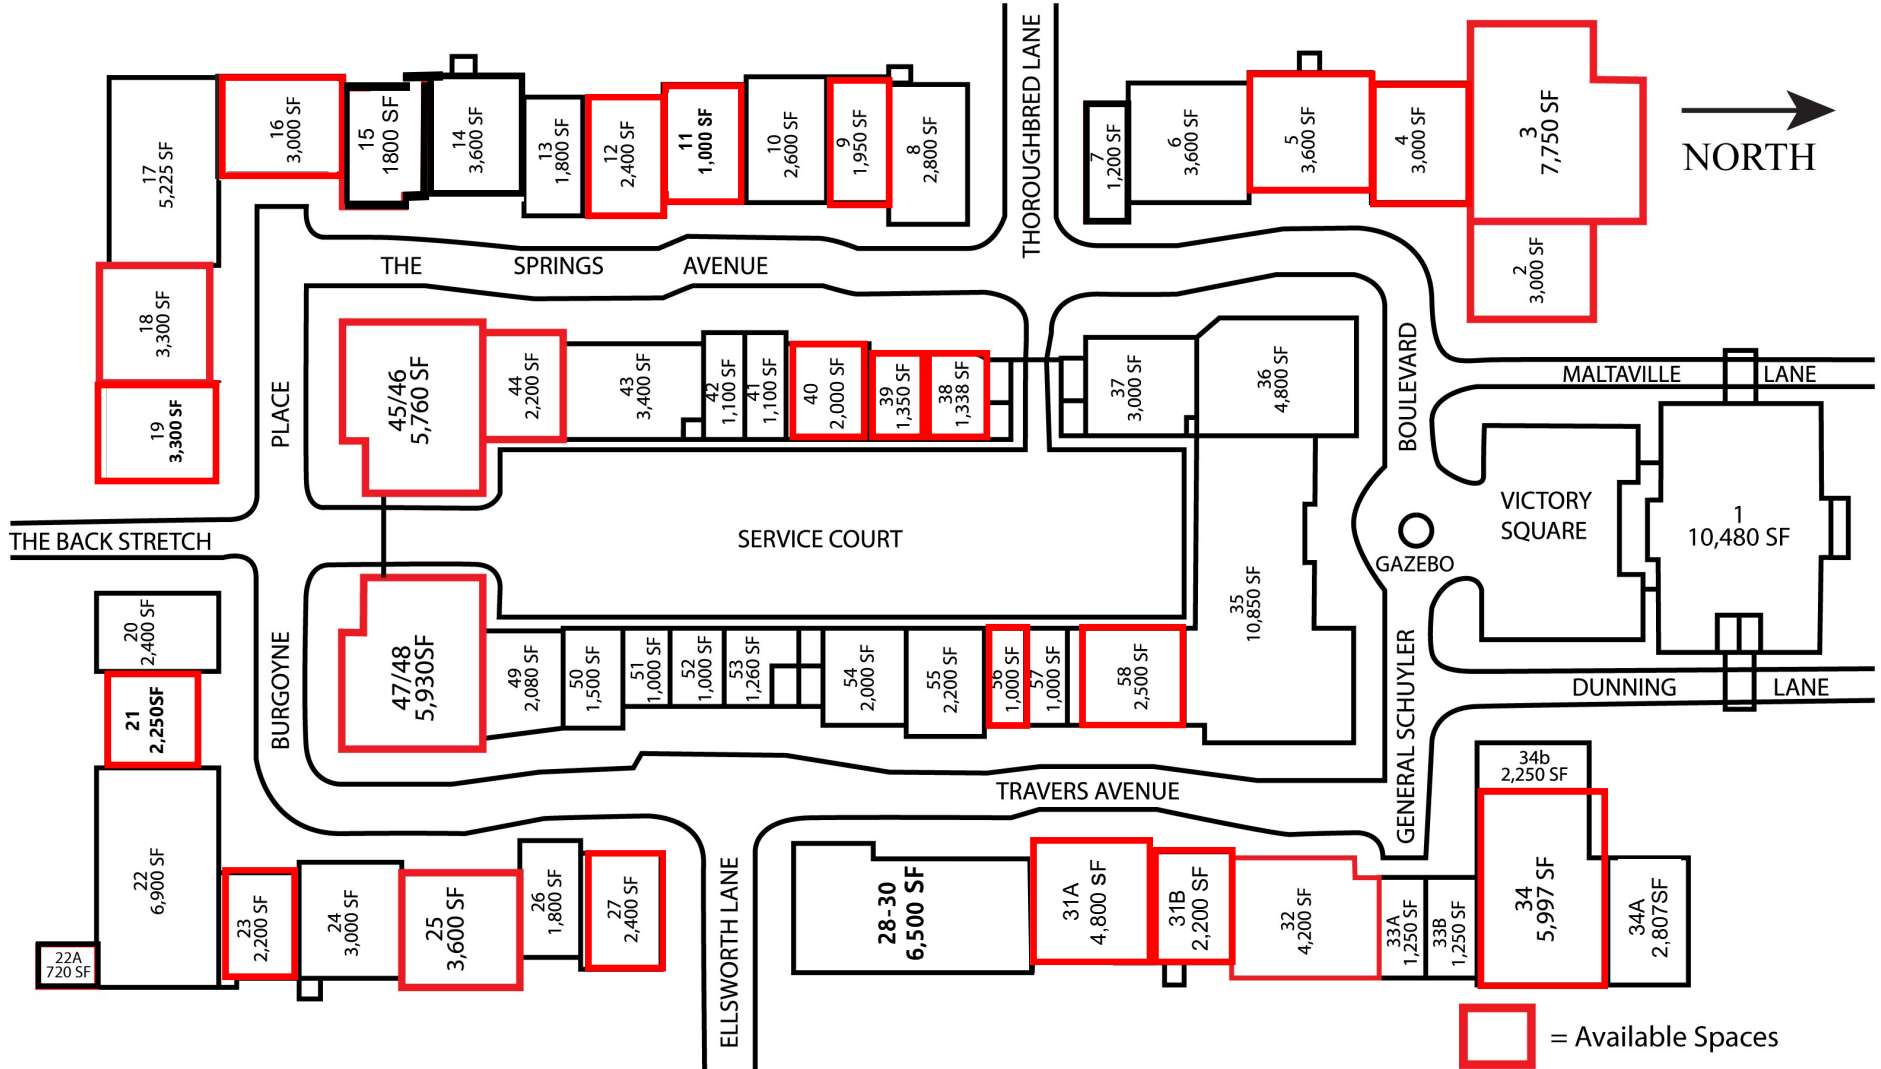 17
5,225 SF
16
3,000 SF
15
1800 SF
14
3,600 SF
13
1,800 SF
12
2,400 SF
11
1,000 SF
10
2,600 SF
9
1,950 SF
8
2,800 SF
THOROUGHBRED LANE
7
1,200 SF
6
3,600 SF
5
3,600 SF
4
3,000 SF
3
7,750 SF
2
3,000 SF
NORTH
THE SPRINGS AVENUE
18
3,300 SF
19
3,300 SF
BURGOYNE PLACE
45/46
5,760 SF
44
2,200 SF
43
3,400 SF
42
1,100 SF
41
1,100 SF
40
2,000 SF
39
1,350 SF
38
1,338 SF
37
3,000 SF
36
4,800 SF
GENERAL SCHUYLER BOULEVARD
MALTAVILLE LANE
VICTORY
SQUARE
1
10,480 SF
GAZEBO
SERVICE COURT
THE BACK STRETCH
35
10,850 SF
DUNNING LANE
20
2,400 SF
21
2,250SF
22
6,900 SF
22A
720 SF
47/48
5,930SF
49
2,080 SF
50
1,500 SF
51
1,000 SF
52
1,000 SF
53
1,260 SF
54
2,000 SF
55
2,200 SF
56
1,000 SF
57
1,000 SF
58
2,500 SF
TRAVERS AVENUE
23
2,200 SF
24
3,000 SF
25
3,600 SF
26
1,800 SF
27
2,400 SF
ELLSWORTH LANE
28-30
6,500 SF
31A
4,800 SF
31B
2,200 SF
32
4,200 SF
33A
1,250 SF
33B
1,250 SF
34b
2,250 SF
34
5,997 SF
34A
2,807SF
= Available Spaces